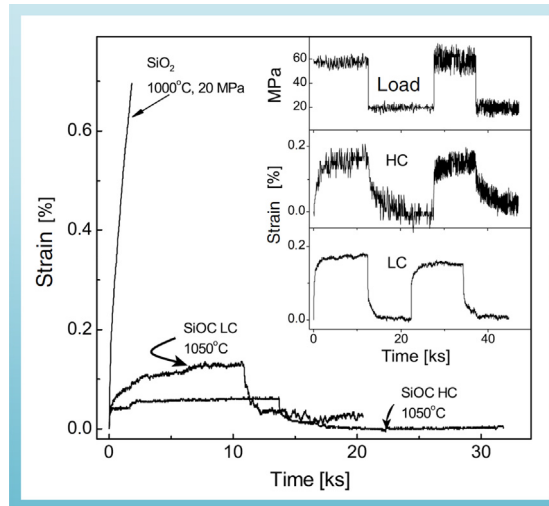 SiO₂
1000°C, 20 MPa
0.6
0.4
0.2
0.0
Strain [%]
SiOC LC
1050°C
SiOC HC
1050°C
0
10
20
30
Time [ks]
60
40
20
MPa
Load
0.2
0.0
Strain [%]
HC
0.2
0.0
LC
0
20
40
Time [ks]